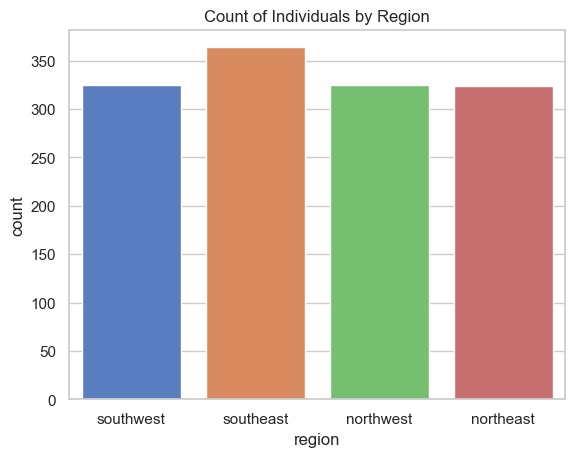 Count of Individuals by Region
count
350
300
250
200
150
100
50
0
southwest southeast northwest northeast
region